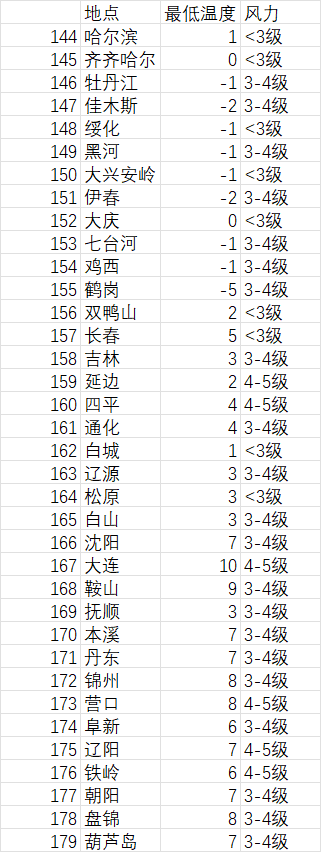 地点 最低温度 风力
144 哈尔滨 1 <3级
145 齐齐哈尔 0 <3级
146 牡丹江 -1 3-4级
147 佳木斯 -2 3-4级
148 绥化 -1 <3级
149 黑河 -1 3-4级
150 大兴安岭 -1 <3级
151 伊春 -2 3-4级
152 大庆 0 <3级
153 七台河 -1 3-4级
154 鸡西 -1 3-4级
155 鹤岗 -5 3-4级
156 双鸭山 2 <3级
157 长春 5 <3级
158 吉林 3 3-4级
159 延边 2 4-5级
160 四平 4 4-5级
161 通化 4 3-4级
162 白城 1 <3级
163 辽源 3 3-4级
164 松原 3 <3级
165 白山 3 3-4级
166 沈阳 7 3-4级
167 大连 10 4-5级
168 鞍山 9 3-4级
169 抚顺 3 3-4级
170 本溪 7 3-4级
171 丹东 7 3-4级
172 锦州 8 3-4级
173 营口 8 4-5级
174 阜新 6 3-4级
175 辽阳 7 4-5级
176 铁岭 6 4-5级
177 朝阳 7 3-4级
178 盘锦 8 3-4级
179 葫芦岛 7 3-4级